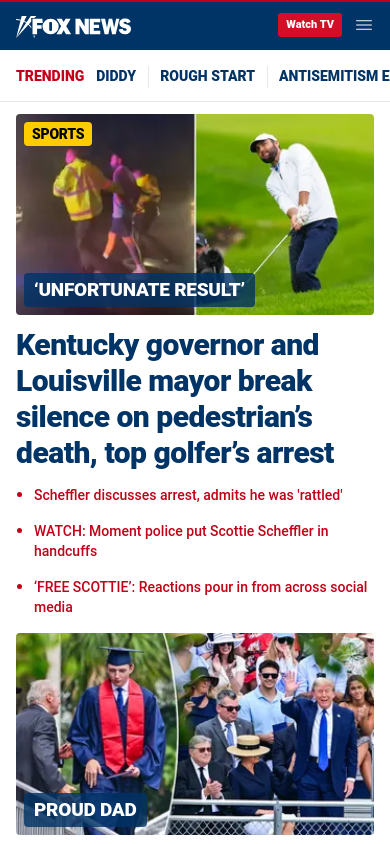 FOX NEWS
Watch TV
TRENDING DIDDY ROUGH START ANTISEMITISM E
SPORTS
‘UNFORTUNATE RESULT’
Kentucky governor and
Louisville mayor break
silence on pedestrian’s
death, top golfer’s arrest
• Scheffler discusses arrest, admits he was 'rattled'
• WATCH: Moment police put Scottie Scheffler in
handcuffs
• ‘FREE SCOTTIE’: Reactions pour in from across social
media
PROUD DAD